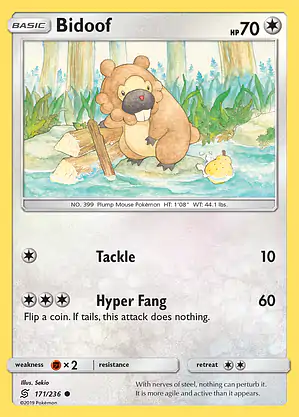 BASIC Bidoof HP 70
NO. 399 Plump Mouse Pokémon HT: 1'08" WT: 44.1 lbs.
Tackle 10
Hyper Fang 60
Flip a coin. If tails, this attack does nothing.
weakness ×2 resistance retreat
Illus. Sekio
171/236
©2019 Pokémon
With nerves of steel, nothing can perturb it.
It is more agile and active than it appears.